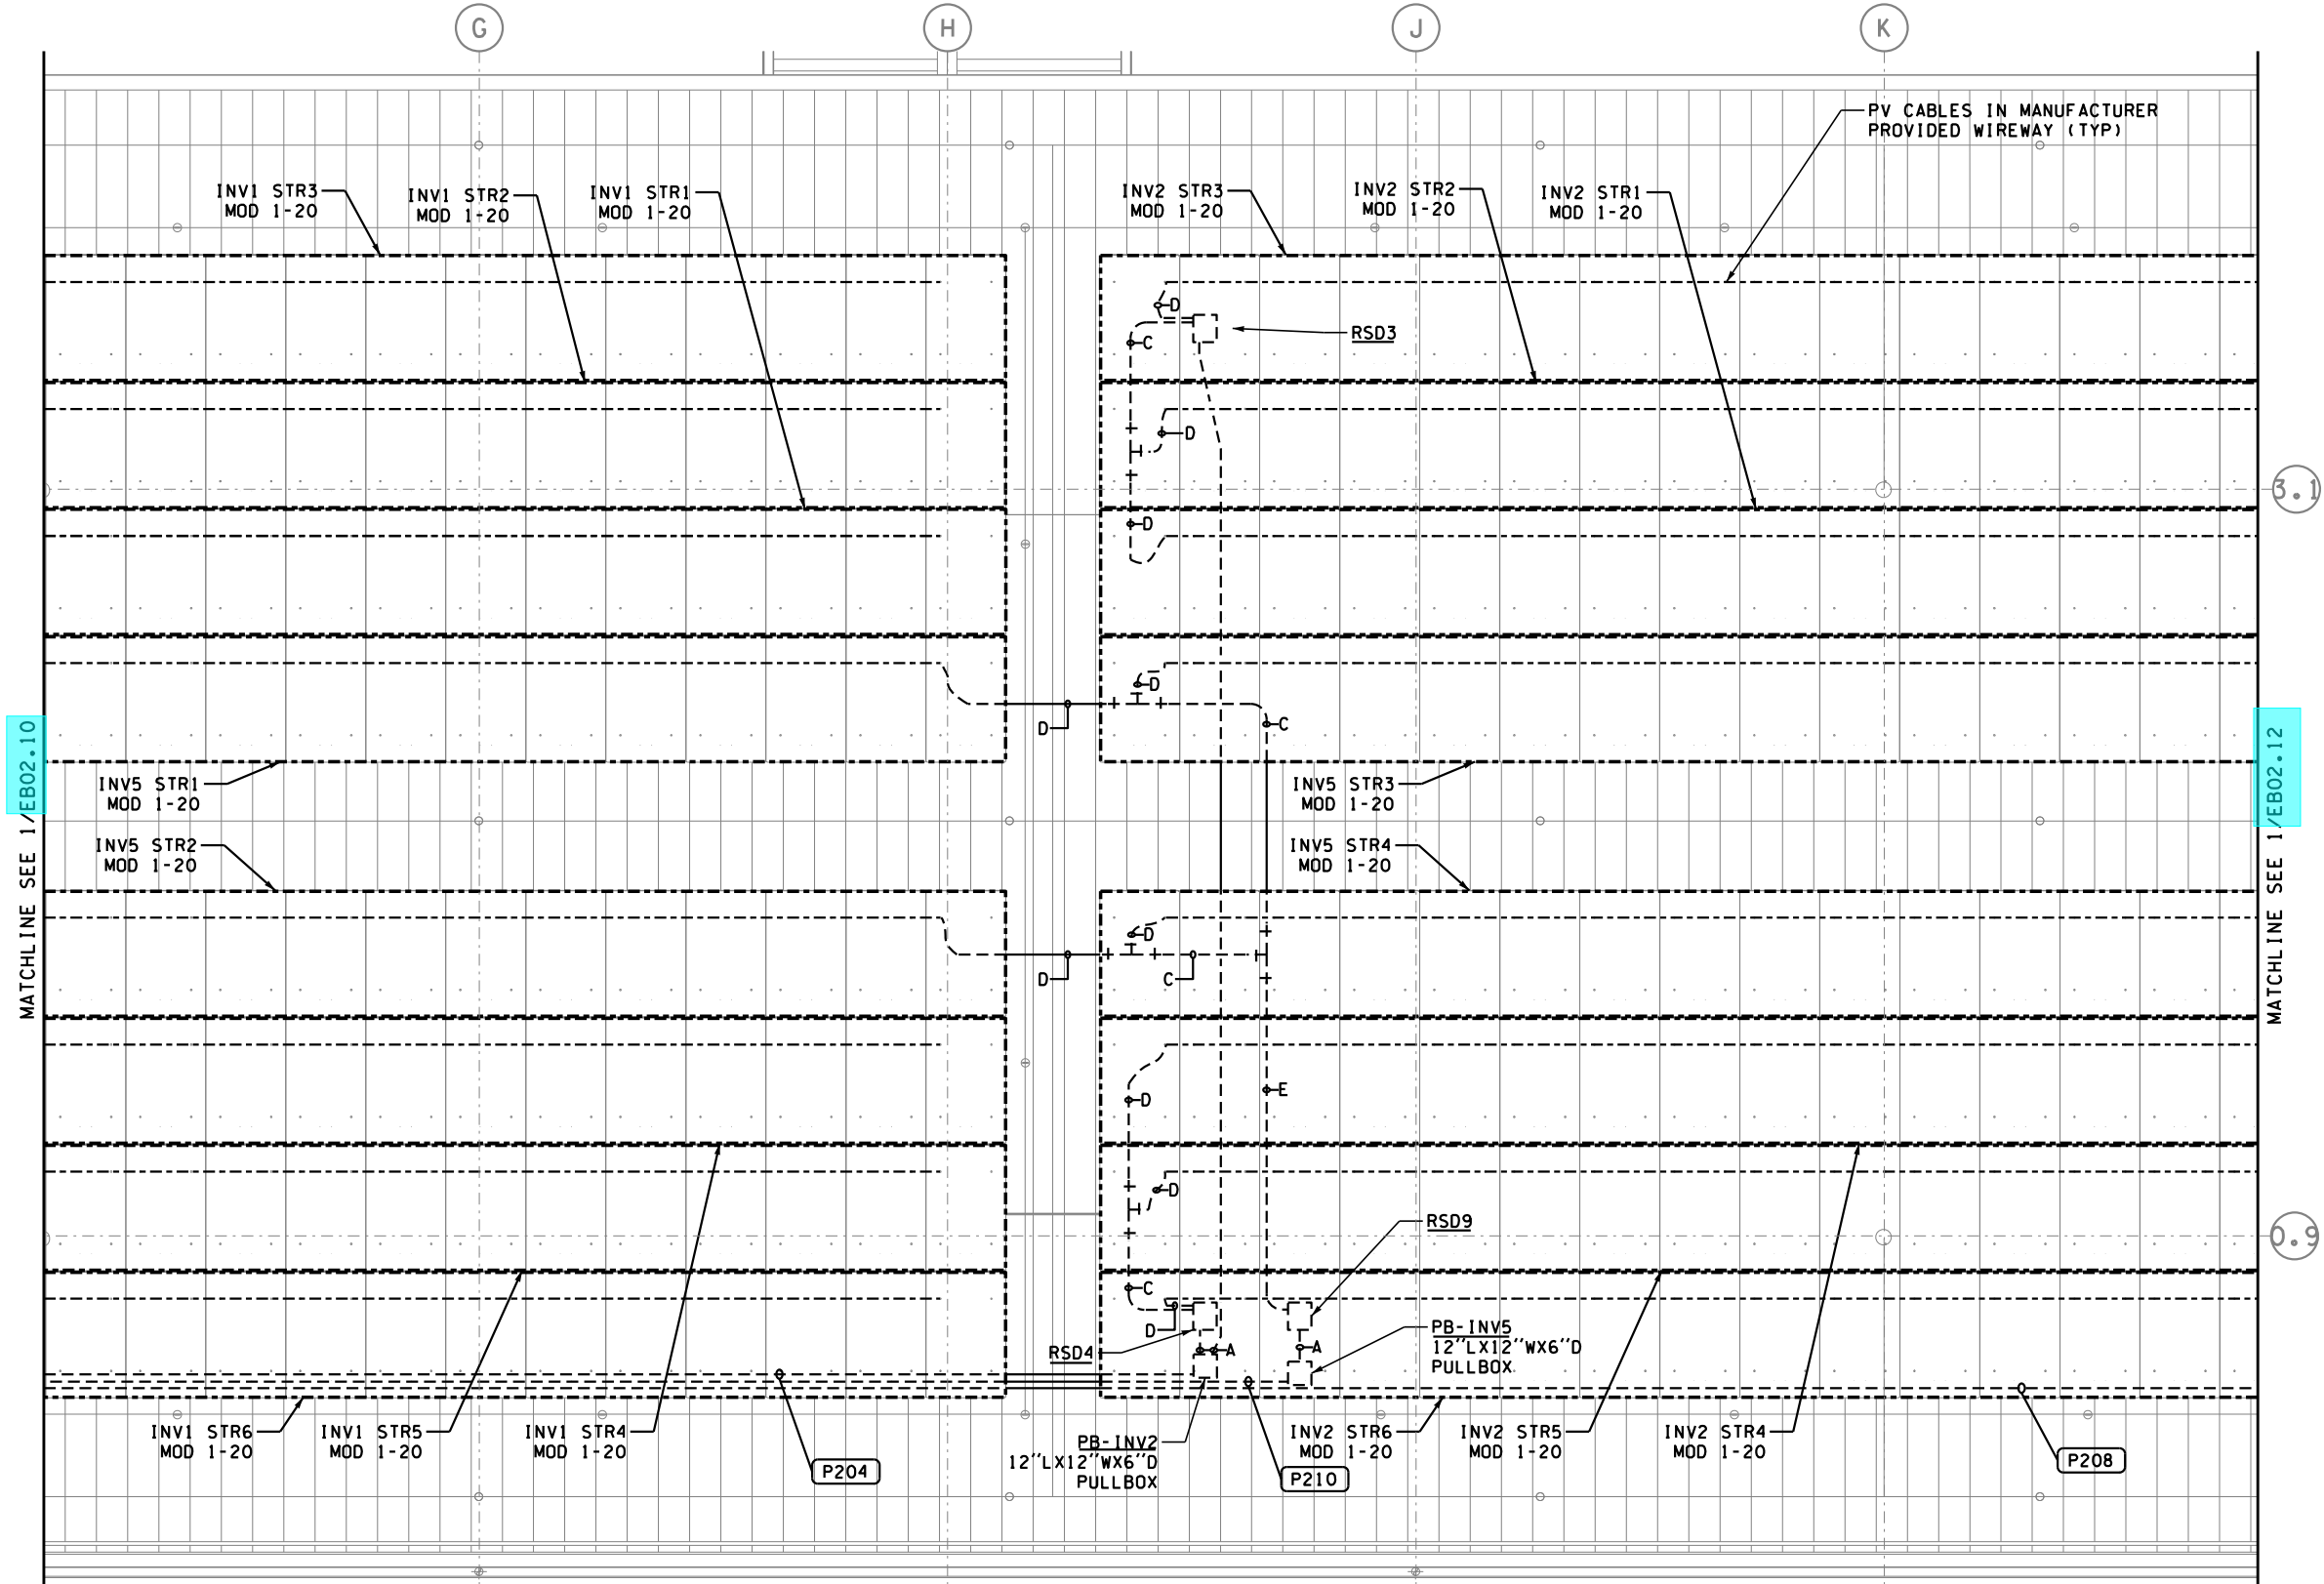 G
H
J
K
PV CABLES IN MANUFACTURER
PROVIDED WIREWAY (TYP)
INV1 STR3
MOD 1-20
INV1 STR2
MOD 1-20
INV1 STR1
MOD 1-20
INV2 STR3
MOD 1-20
INV2 STR2
MOD 1-20
INV2 STR1
MOD 1-20
D
RSD3
C
D
3.1
D
D
D
C
MATCHLINE SEE 1/EB02.10
MATCHLINE SEE 1/EB02.12
INV5 STR1
MOD 1-20
INV5 STR3
MOD 1-20
INV5 STR2
MOD 1-20
INV5 STR4
MOD 1-20
D
D
C
E
D
D
RSD9
0.9
C
D
RSD4
A
A
PB-INV5
12"LX12"WX6"D
PULLBOX
INV1 STR6
MOD 1-20
INV1 STR5
MOD 1-20
INV1 STR4
MOD 1-20
P204
PB-INV2
12"LX12"WX6"D
PULLBOX
P210
INV2 STR6
MOD 1-20
INV2 STR5
MOD 1-20
INV2 STR4
MOD 1-20
P208